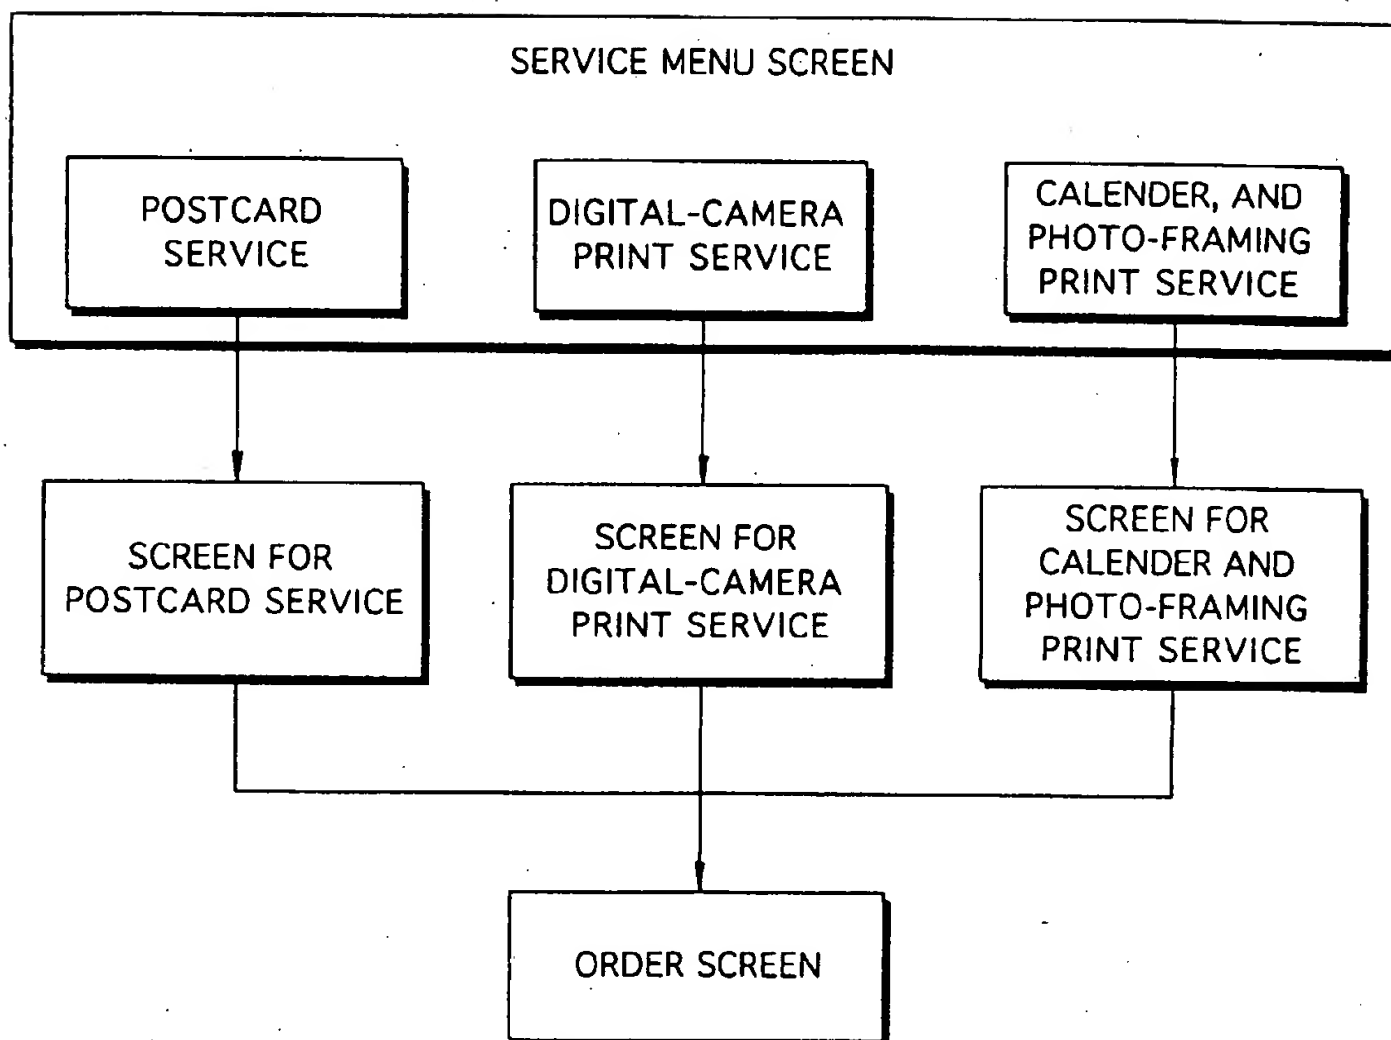 SERVICE MENU SCREEN
POSTCARD
SERVICE
DIGITAL-CAMERA
PRINT SERVICE
CALENDER, AND
PHOTO-FRAMING
PRINT SERVICE
SCREEN FOR
POSTCARD SERVICE
SCREEN FOR
DIGITAL-CAMERA
PRINT SERVICE
SCREEN FOR
CALENDER AND
PHOTO-FRAMING
PRINT SERVICE
ORDER SCREEN